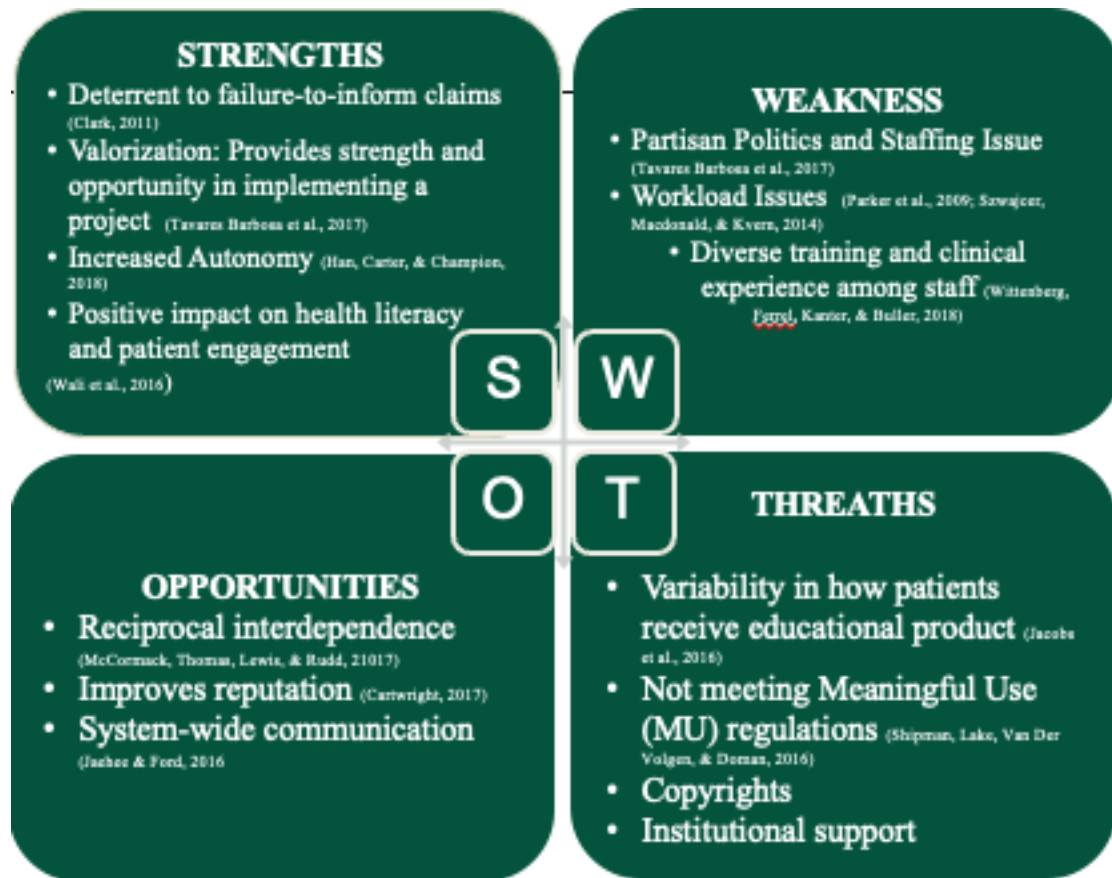 STRENGTHS
• Deterrent to failure-to-inform claims
(Clark, 2011)
• Valorization: Provides strength and
opportunity in implementing a
project (Tavares Barbosa et al., 2017)
• Increased Autonomy (Han, Carter, & Champion,
2018)
• Positive impact on health literacy
and patient engagement
(Wali et al., 2016)
WEAKNESS
• Partisan Politics and Staffing Issue
(Tavares Barbosa et al., 2017)
• Workload Issues (Parker et al., 2009; Szwajcer,
Macdonald, & Kvern, 2014)
• Diverse training and clinical
experience among staff (Wittenberg,
Ferrel, Kanter, & Buller, 2018)
S
W
O
T
OPPORTUNITIES
• Reciprocal interdependence
(McCormack, Thomas, Lewis, & Rudd, 21017)
• Improves reputation (Cartwright, 2017)
• System-wide communication
(Jaehee & Ford, 2016
THREATHS
• Variability in how patients
receive educational product (Jacobs
et al., 2016)
• Not meeting Meaningful Use
(MU) regulations (Shipman, Lake, Van Der
Volgen, & Doman, 2016)
• Copyrights
• Institutional support